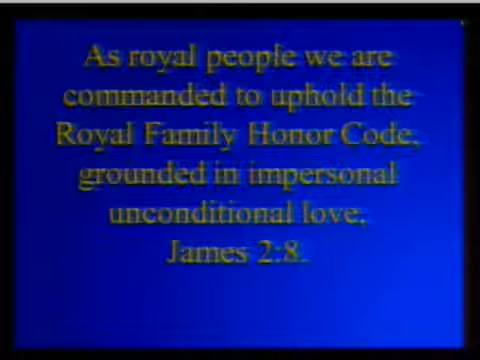 As royal people we are
commanded to uphold the
Royal Family Honor Code,
grounded in impersonal
unconditional love,
James 2:8.